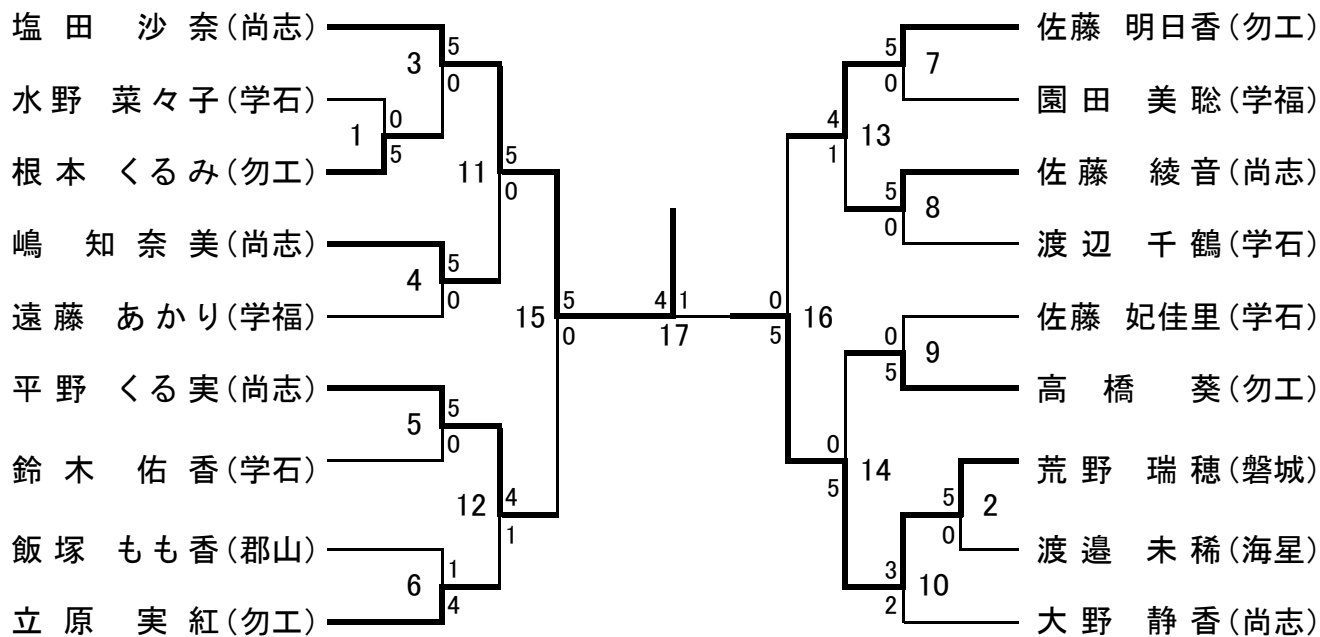 塩田 沙奈(尚志)
水野 菜々子(学石)
根本 くるみ(勿工)
嶋 知奈美(尚志)
遠藤 あかり(学福)
平野 くる実(尚志)
鈴木 佑香(学石)
飯塚 もも香(郡山)
立原 実紅(勿工)
3
5
0
1
0
5
11
5
0
4
5
0
15
5
0
5
5
0
12
4
1
6
1
4
4 1
17
0
16
5
5
0
7
4
1
13
5
0
8
0
5
9
0
5
14
5
0
2
3
2
10
佐藤 明日香(勿工)
園田 美聡(学福)
佐藤 綾音(尚志)
渡辺 千鶴(学石)
佐藤 妃佳里(学石)
高橋 葵(勿工)
荒野 瑞穂(磐城)
渡邉 未稀(海星)
大野 静香(尚志)